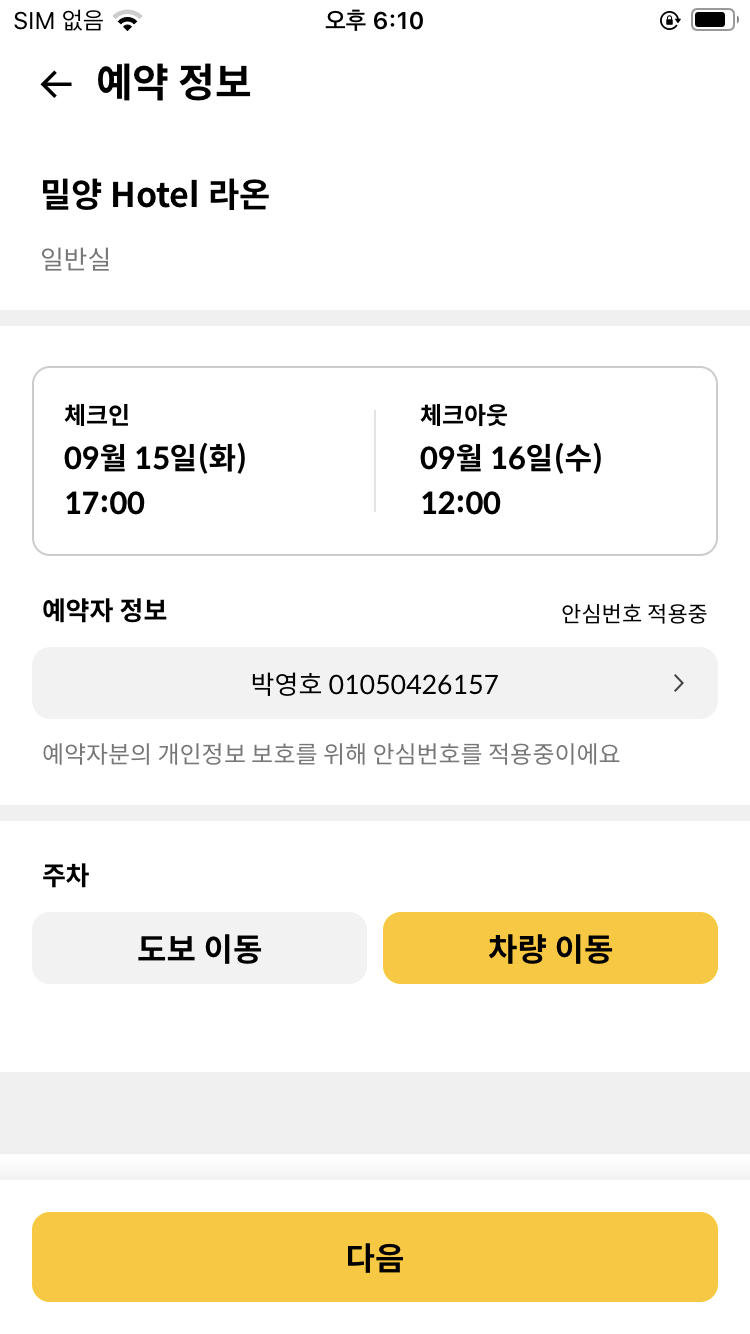 SIM 없음
오후 6:10
예약 정보
밀양 Hotel 라온
일반실
체크인
09월 15일(화)
17:00
체크아웃
09월 16일(수)
12:00
예약자 정보
안심번호 적용중
박영호 01050426157
예약자분의 개인정보 보호를 위해 안심번호를 적용중이에요
주차
도보 이동
차량 이동
다음